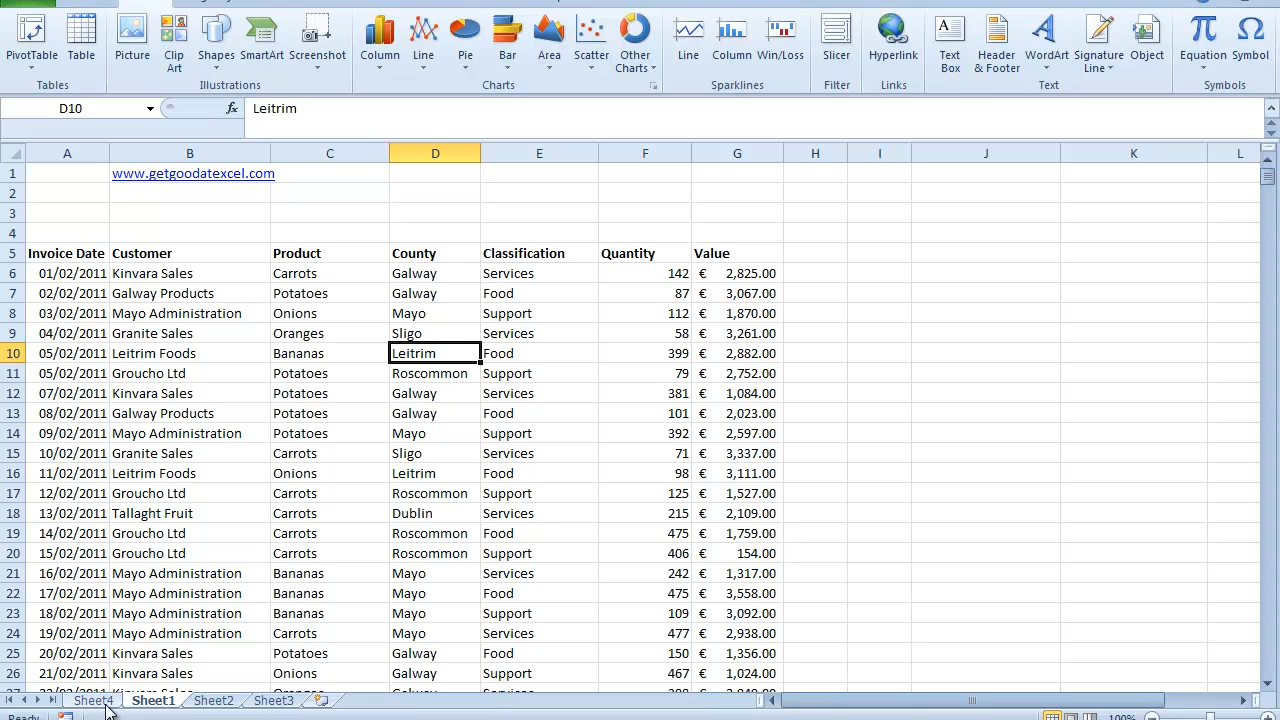 PivotTable Table Picture Clip Art Shapes SmartArt Screenshot Column Line Pie Bar Area Scatter Other Charts Line Column Win/Loss Slicer Hyperlink Text Box Header & Footer WordArt Signature Line Object Equation Symbol
Tables Illustrations Charts Sparklines Filter Links Text Symbols
D10 fx Leitrim
A B C D E F G H I J K L
1 www.getgoodatexcel.com
2
3
4
5 Invoice Date Customer Product County Classification Quantity Value
6 01/02/2011 Kinvara Sales Carrots Galway Services 142 € 2,825.00
7 02/02/2011 Galway Products Potatoes Galway Food 87 € 3,067.00
8 03/02/2011 Mayo Administration Onions Mayo Support 112 € 1,870.00
9 04/02/2011 Granite Sales Oranges Sligo Services 58 € 3,261.00
10 05/02/2011 Leitrim Foods Bananas Leitrim Food 399 € 2,882.00
11 05/02/2011 Groucho Ltd Potatoes Roscommon Support 79 € 2,752.00
12 07/02/2011 Kinvara Sales Potatoes Galway Services 381 € 1,084.00
13 08/02/2011 Galway Products Potatoes Galway Food 101 € 2,023.00
14 09/02/2011 Mayo Administration Potatoes Mayo Support 392 € 2,597.00
15 10/02/2011 Granite Sales Carrots Sligo Services 71 € 3,337.00
16 11/02/2011 Leitrim Foods Onions Leitrim Food 98 € 3,111.00
17 12/02/2011 Groucho Ltd Carrots Roscommon Support 125 € 1,527.00
18 13/02/2011 Tallaght Fruit Carrots Dublin Services 215 € 2,109.00
19 14/02/2011 Groucho Ltd Carrots Roscommon Food 475 € 1,759.00
20 15/02/2011 Groucho Ltd Carrots Roscommon Support 406 € 154.00
21 16/02/2011 Mayo Administration Bananas Mayo Services 242 € 1,317.00
22 17/02/2011 Mayo Administration Bananas Mayo Food 475 € 3,558.00
23 18/02/2011 Mayo Administration Bananas Mayo Support 109 € 3,092.00
24 19/02/2011 Mayo Administration Carrots Mayo Services 477 € 2,938.00
25 20/02/2011 Kinvara Sales Potatoes Galway Food 150 € 1,356.00
26 21/02/2011 Kinvara Sales Onions Galway Support 467 € 1,024.00
Sheet4 Sheet1 Sheet2 Sheet3
Ready 100%